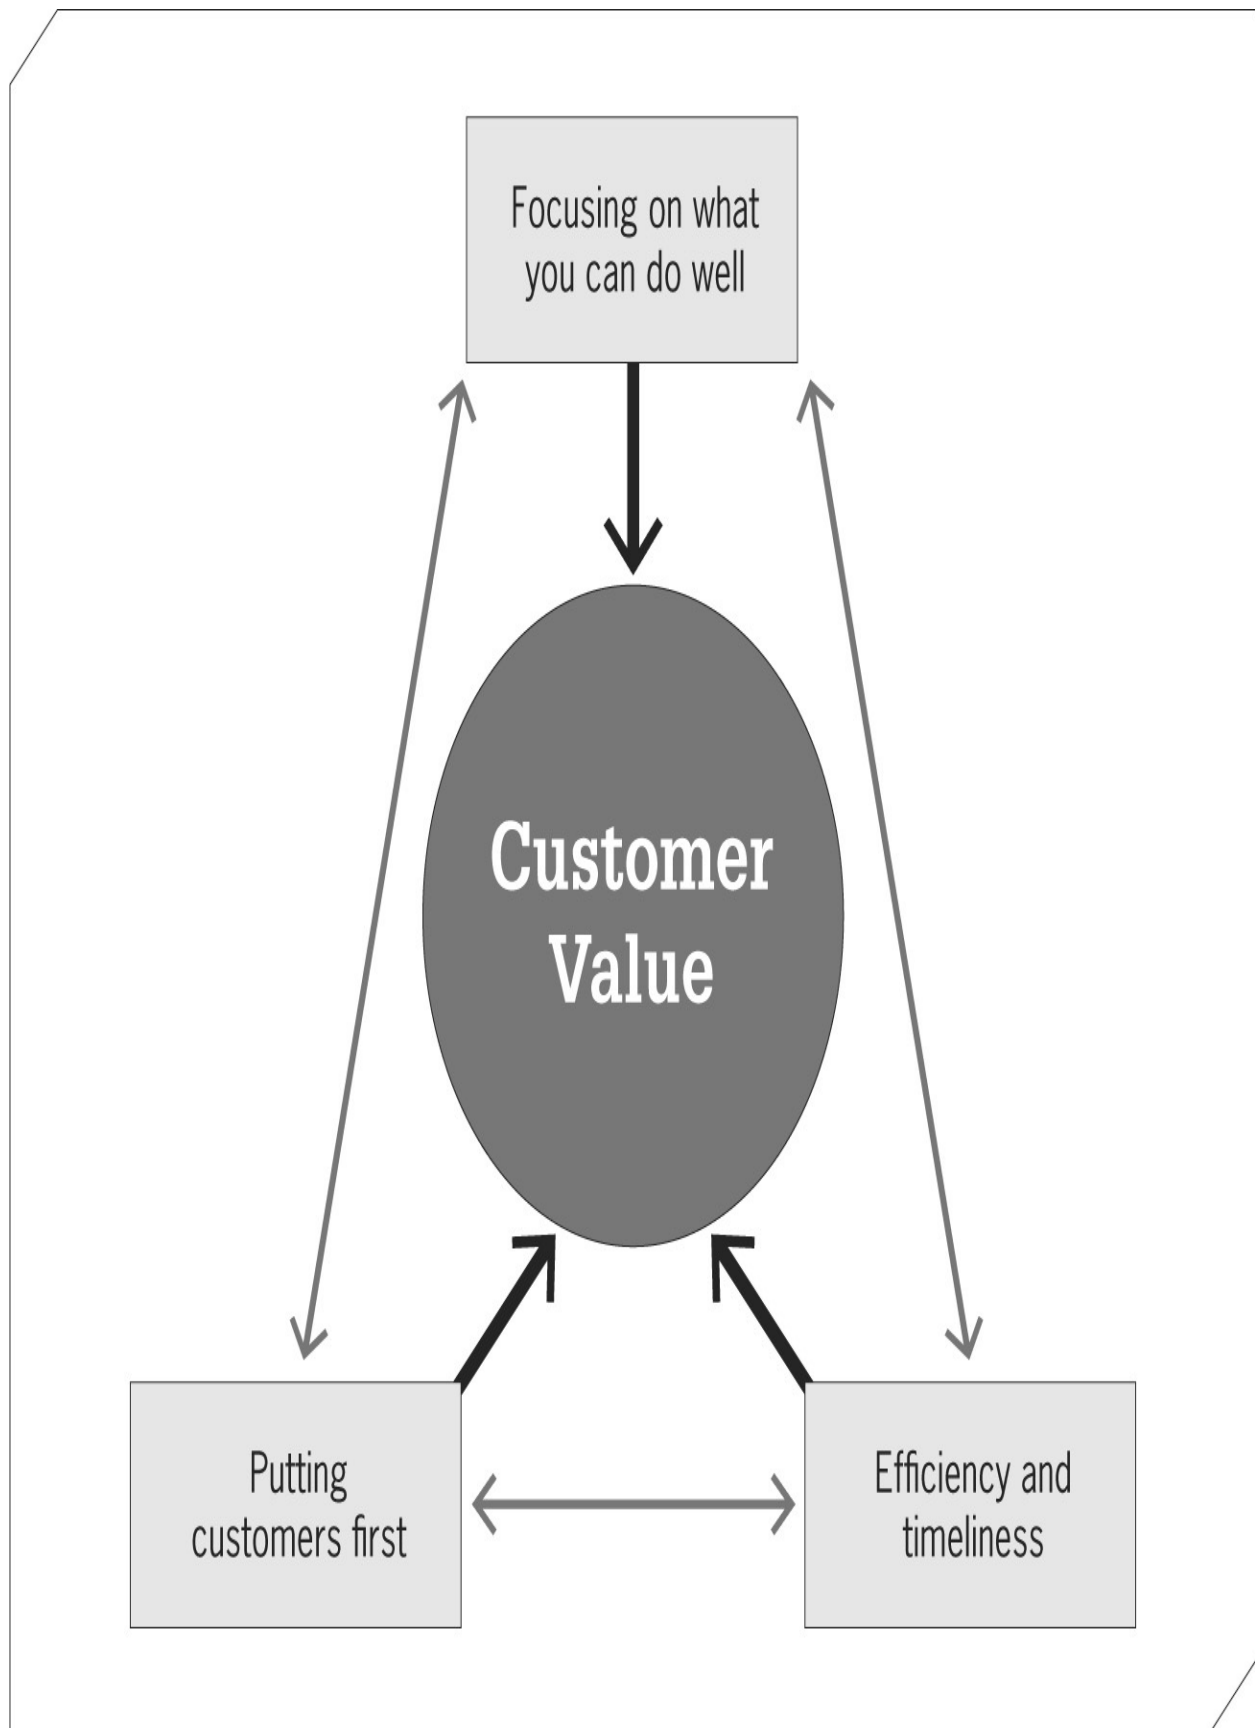 Focusing on what
you can do well
Customer
Value
Putting
customers first
Efficiency and
timeliness